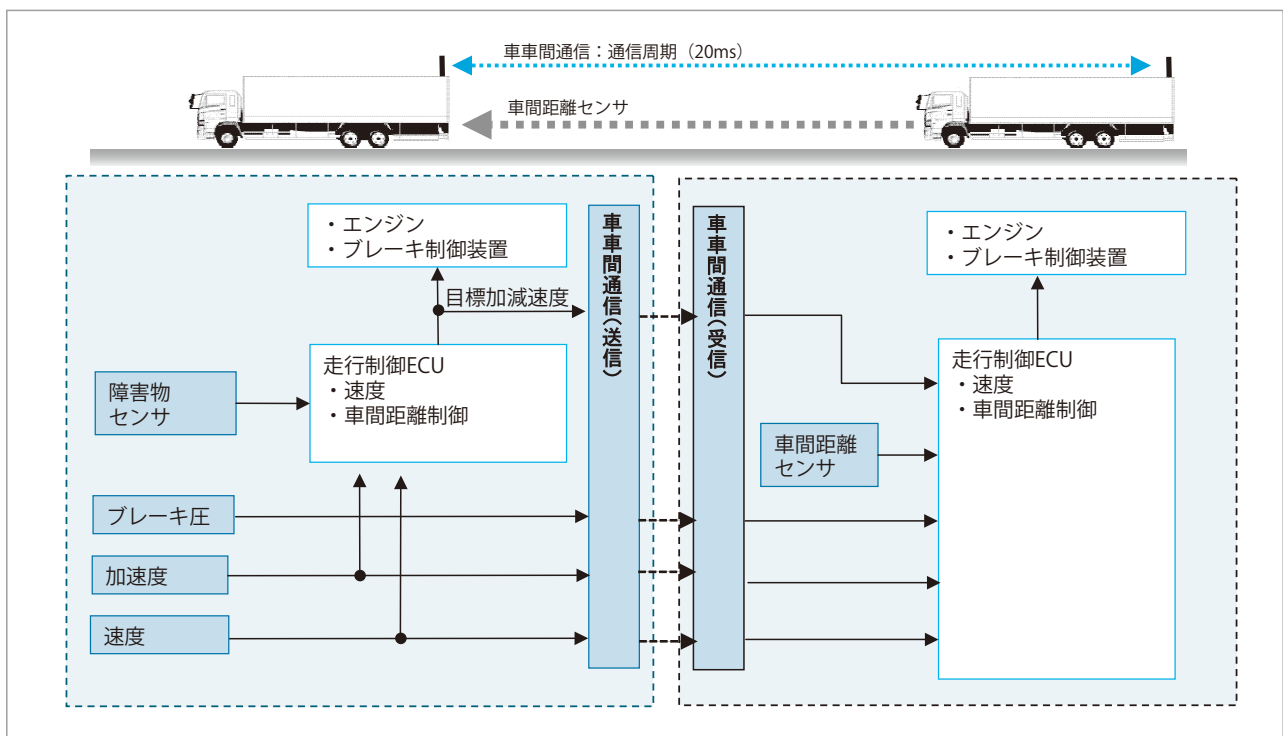 車車間通信：通信周期（20ms）
車間距離センサ
・エンジン
・ブレーキ制御装置
目標加減速度
走行制御ECU
・速度
・車間距離制御
障害物
センサ
ブレーキ圧
加速度
速度
車車間通信（送信）
車車間通信（受信）
・エンジン
・ブレーキ制御装置
走行制御ECU
・速度
・車間距離制御
車間距離
センサ